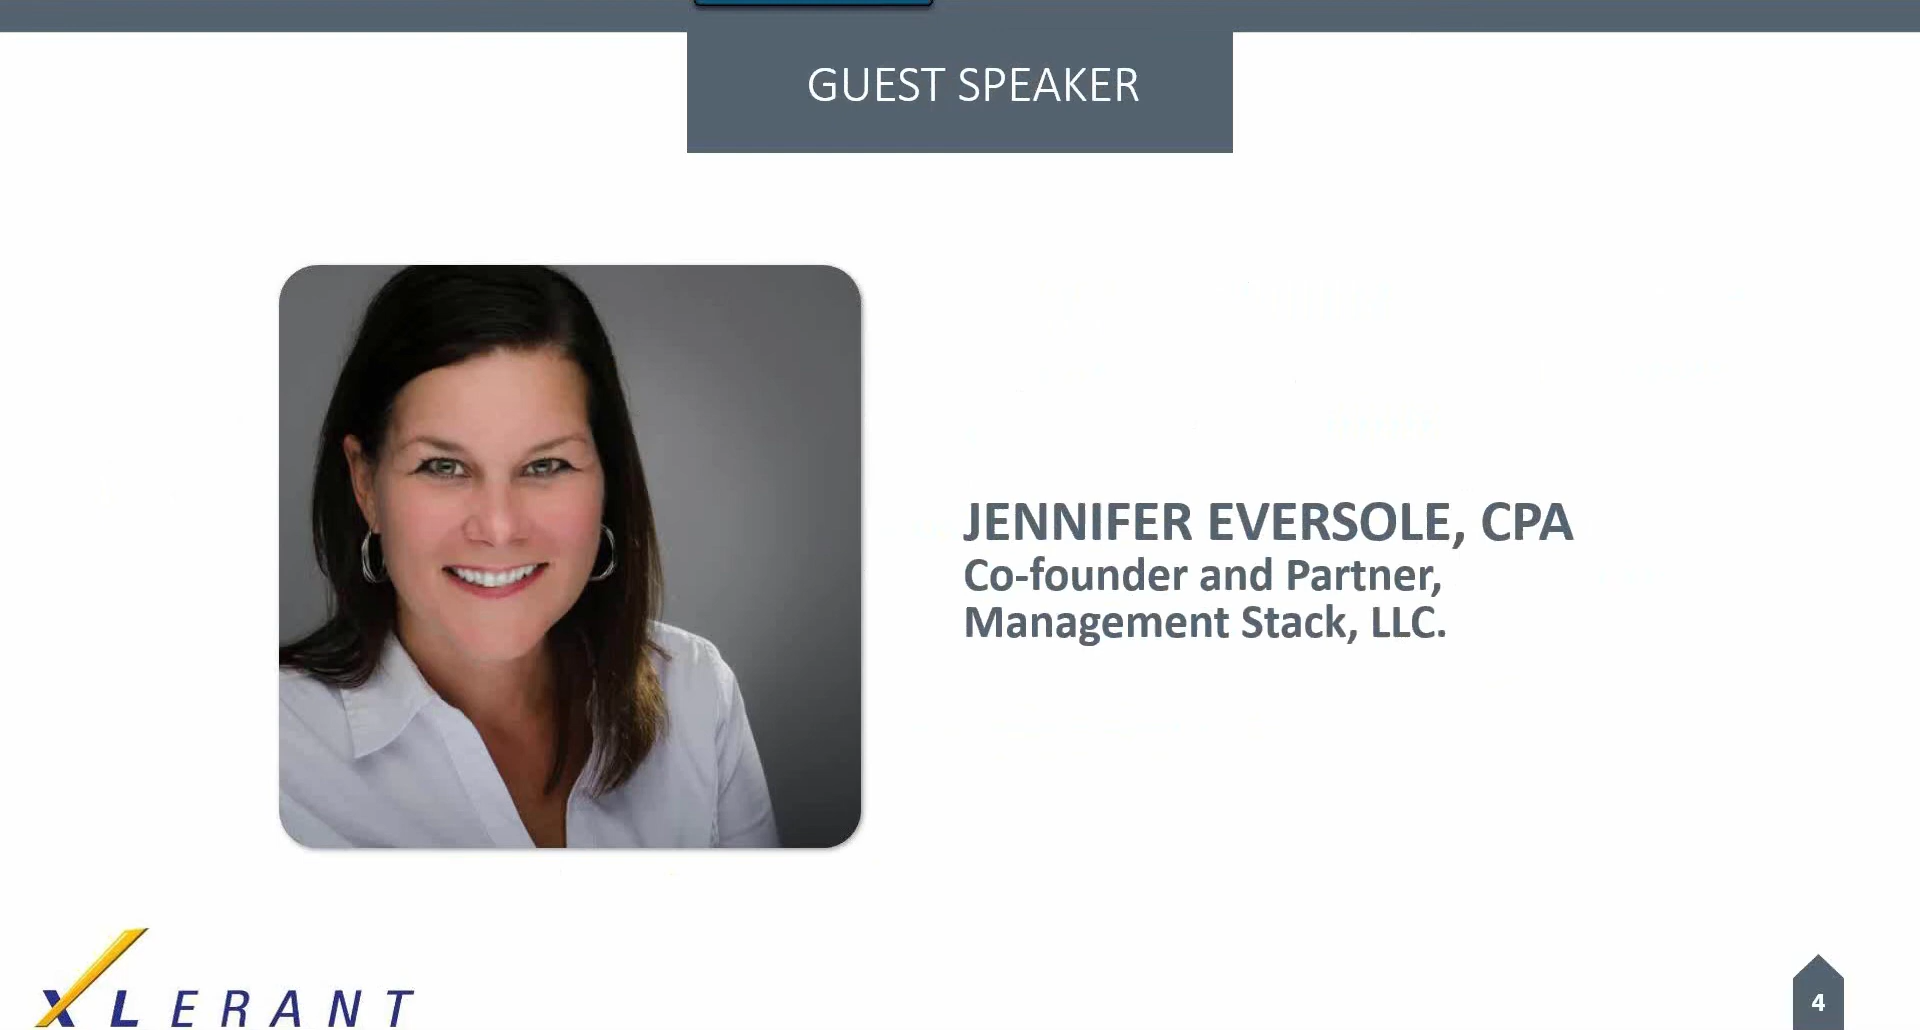 GUEST SPEAKER
JENNIFER EVERSOLE, CPA
Co-founder and Partner,
Management Stack, LLC.
XLERANT
4